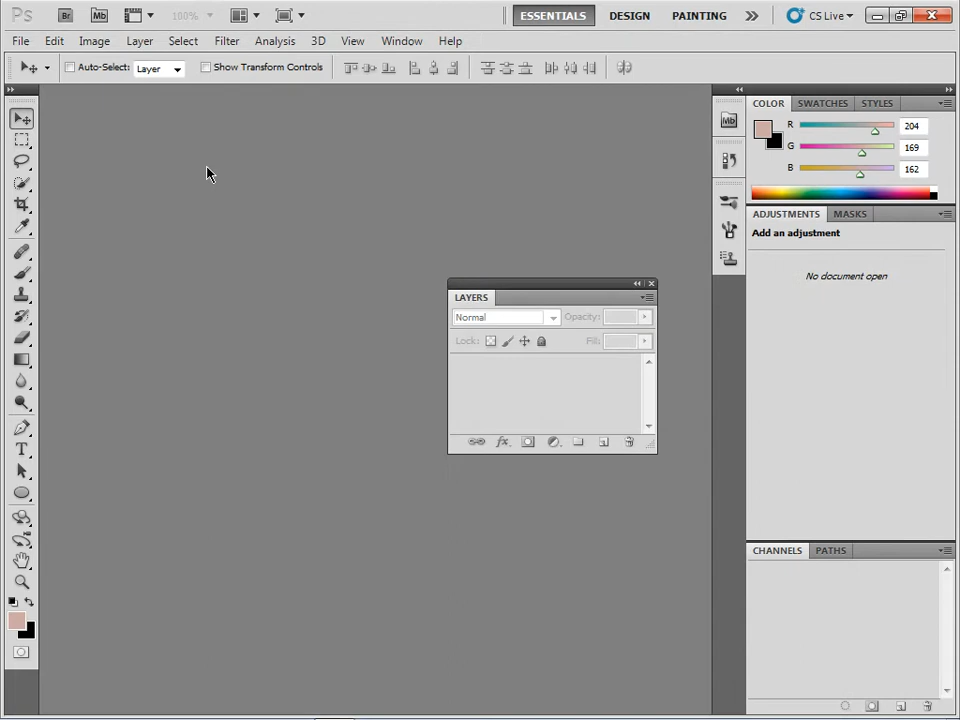 Ps Br Mb 100% ESSENTIALS DESIGN PAINTING CS Live
File Edit Image Layer Select Filter Analysis 3D View Window Help
Auto-Select: Layer Show Transform Controls
COLOR SWATCHES STYLES
Mb
R 204
G 169
B 162
ADJUSTMENTS MASKS
Add an adjustment
No document open
LAYERS
Normal Opacity:
Lock: Fill:
fx
T
CHANNELS PATHS